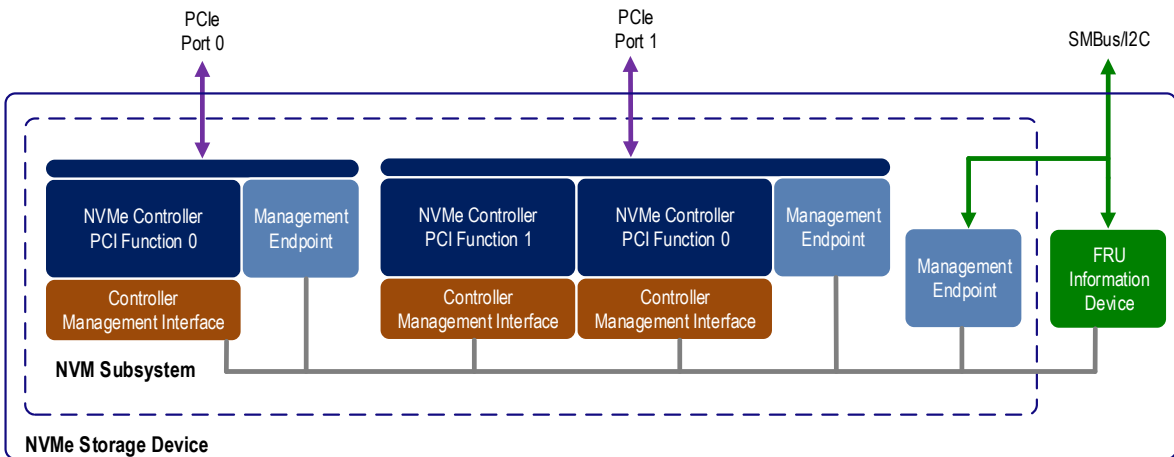 PCIe
Port 0
PCIe
Port 1
SMBus/I2C
NVMe Controller
PCI Function 0
Management
Endpoint
NVMe Controller
PCI Function 1
NVMe Controller
PCI Function 0
Management
Endpoint
Management
Endpoint
FRU
Information
Device
Controller
Management Interface
Controller
Management Interface
Controller
Management Interface
NVM Subsystem
NVMe Storage Device